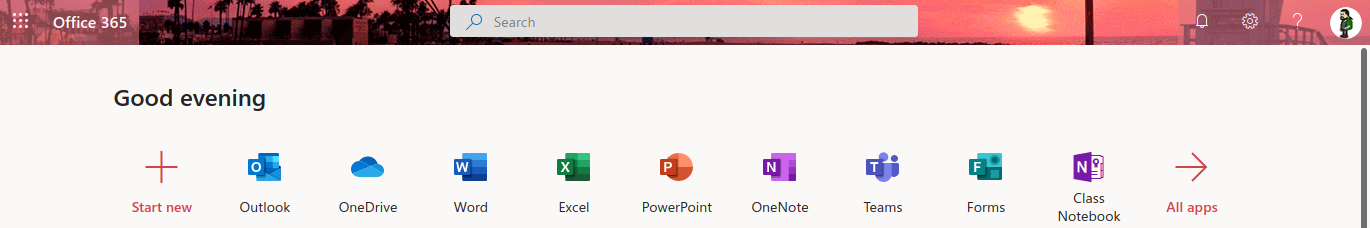 Office 365
Search
Good evening
Start new
Outlook
OneDrive
Word
Excel
PowerPoint
OneNote
Teams
Forms
Class
Notebook
All apps